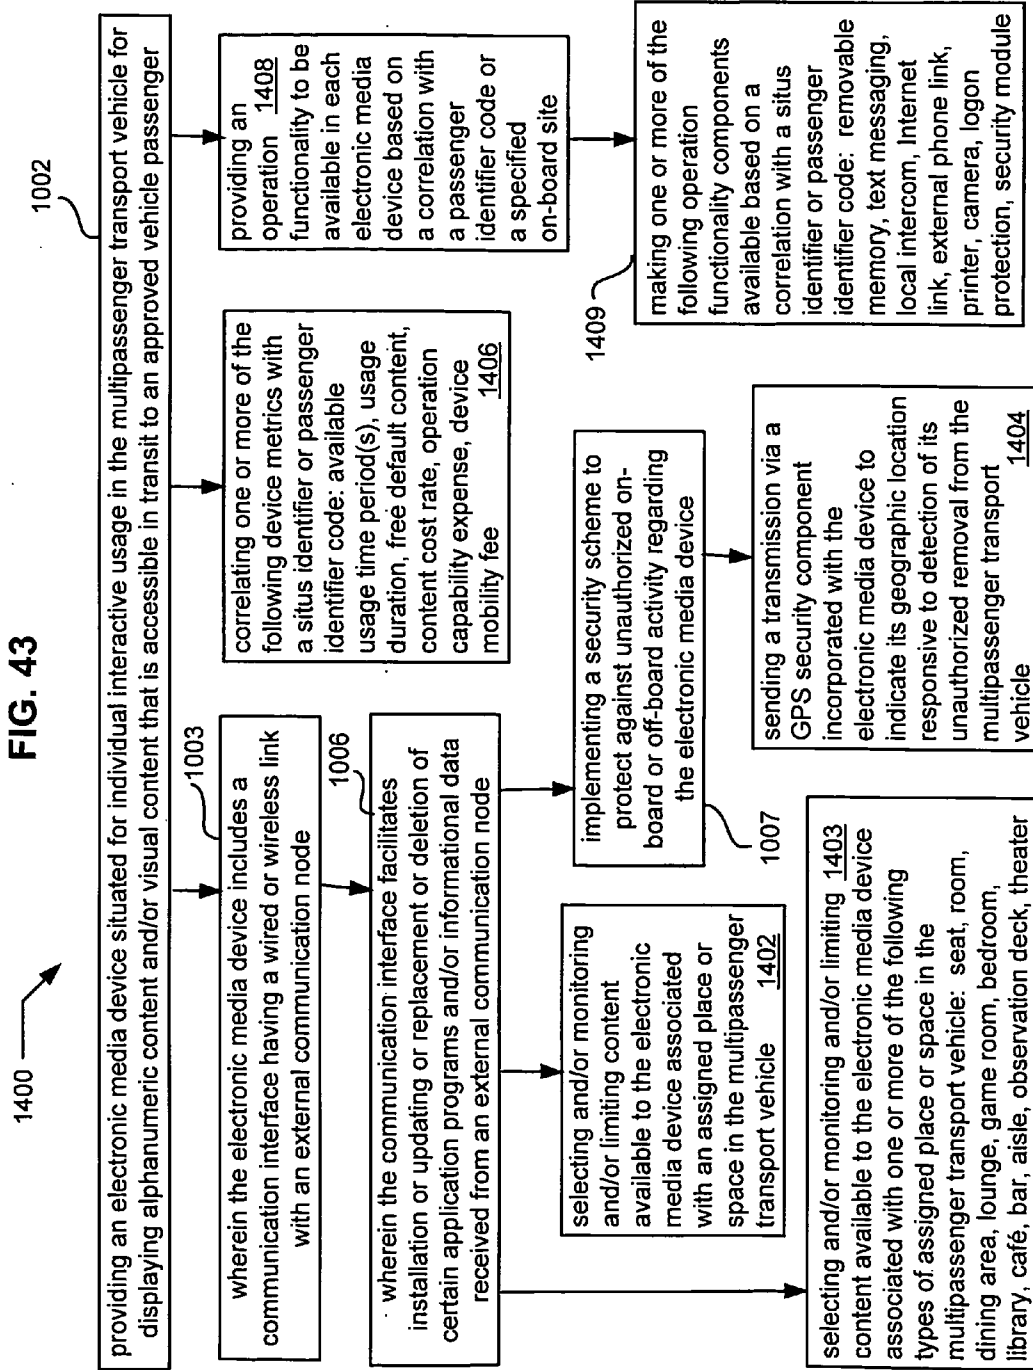 FIG. 43
1400
1002
providing an electronic media device situated for individual interactive usage in the multipassenger transport vehicle for
displaying alphanumeric content and/or visual content that is accessible in transit to an approved vehicle passenger
1003
wherein the electronic media device includes a
communication interface having a wired or wireless link
with an external communication node
1006
wherein the communication interface facilitates
installation or updating or replacement or deletion of
certain application programs and/or informational data
received from an external communication node
selecting and/or monitoring
and/or limiting content
available to the electronic
media device associated
with an assigned place or
space in the multipassenger
transport vehicle 1402
selecting and/or monitoring and/or limiting 1403
content available to the electronic media device
associated with one or more of the following
types of assigned place or space in the
multipassenger transport vehicle: seat, room,
dining area, lounge, game room, bedroom,
library, café, bar, aisle, observation deck, theater
implementing a security scheme to
protect against unauthorized on-
board or off-board activity regarding
the electronic media device
1007
sending a transmission via a
GPS security component
incorporated with the
electronic media device to
indicate its geographic location
responsive to detection of its
unauthorized removal from the
multipassenger transport
vehicle 1404
correlating one or more of the
following device metrics with
a situs identifier or passenger
identifier code: available
usage time period(s), usage
duration, free default content,
content cost rate, operation
capability expense, device
mobility fee 1406
providing an
operation 1408
functionality to be
available in each
electronic media
device based on
a correlation with
a passenger
identifier code or
a specified
on-board site
1409
making one or more of the
following operation
functionality components
available based on a
correlation with a situs
identifier or passenger
identifier code: removable
memory, text messaging,
local intercom, Internet
link, external phone link,
printer, camera, logon
protection, security module